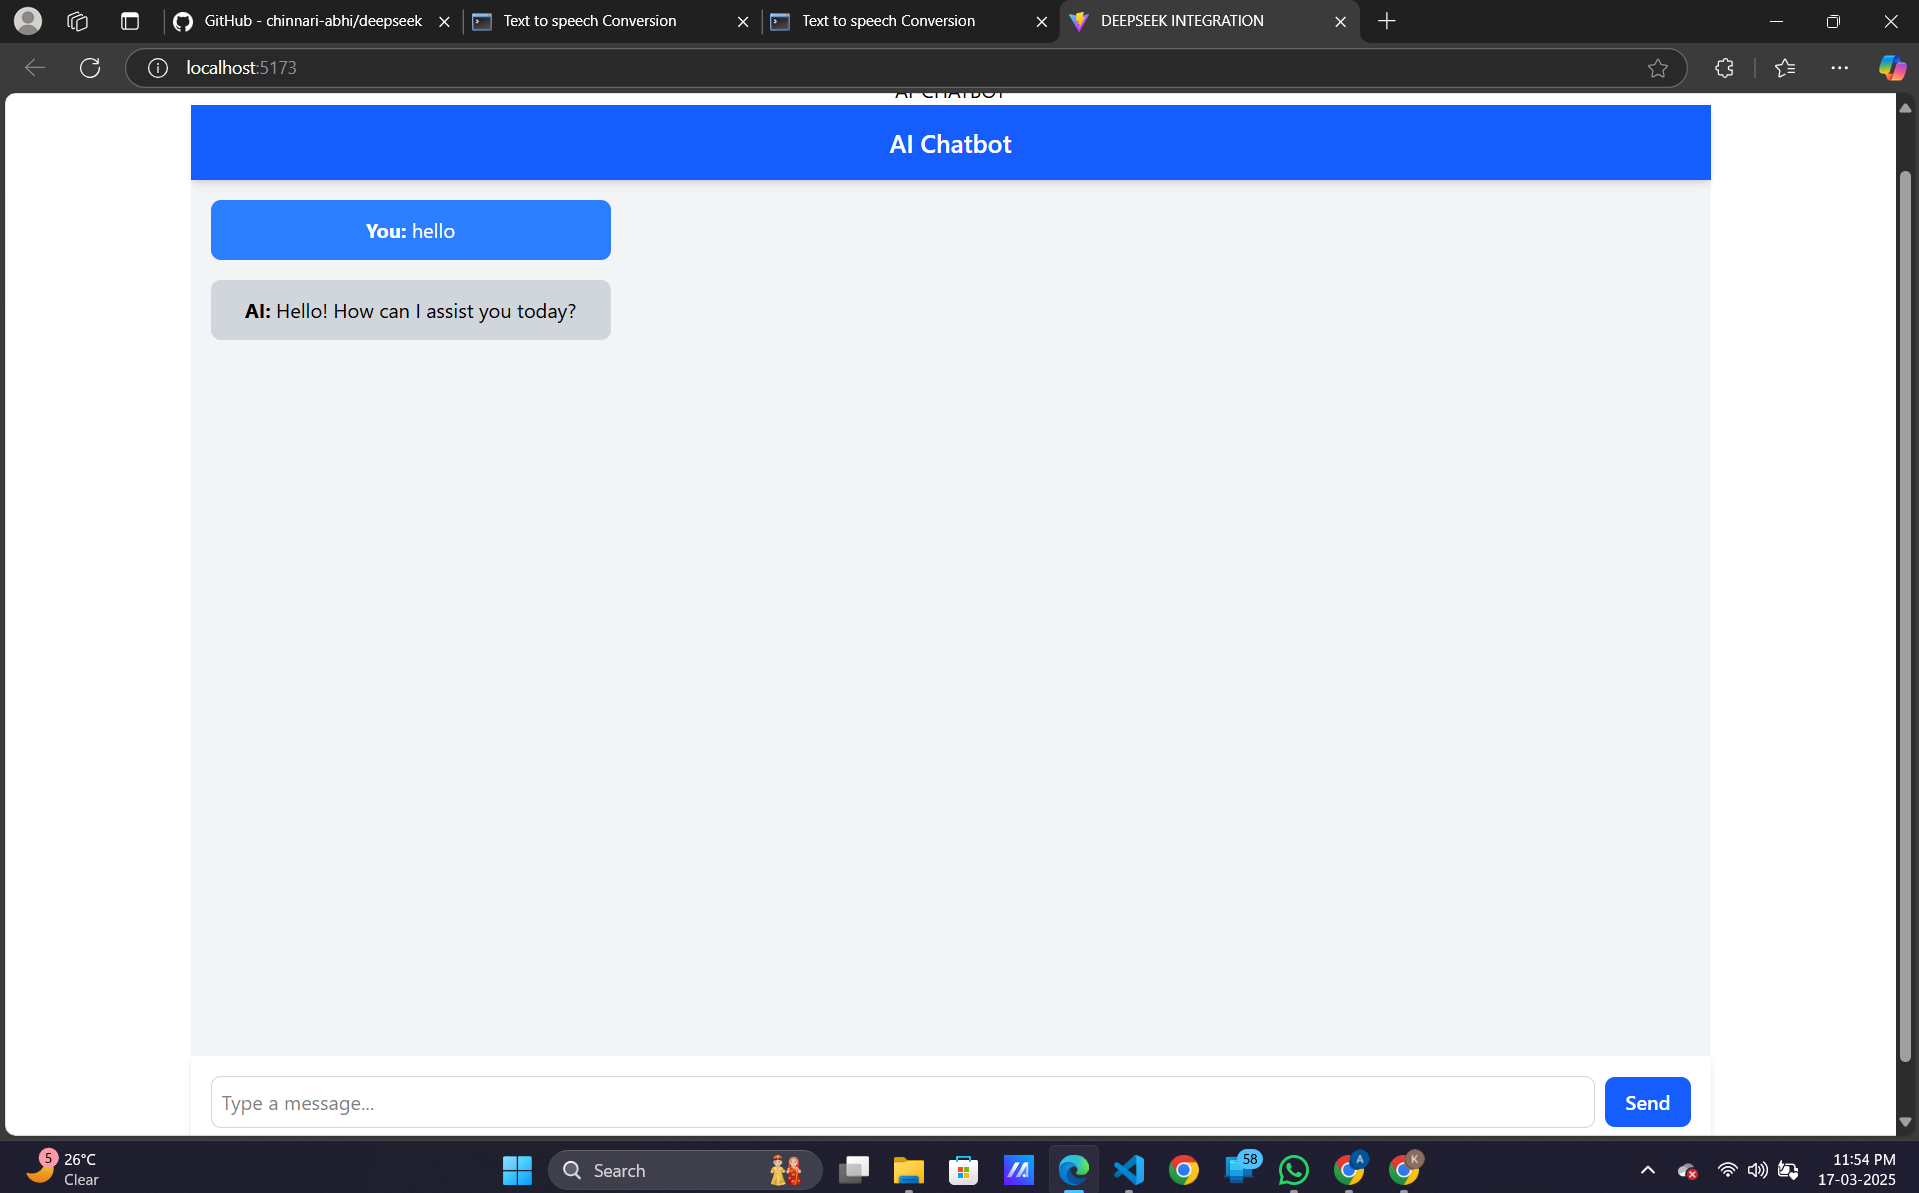 GitHub - chinnari-abhi/deepseek
Text to speech Conversion
Text to speech Conversion
DEEPSEEK INTEGRATION
localhost:5173
AI CHATBOT
AI Chatbot
You: hello
AI: Hello! How can I assist you today?
Type a message...
Send
5
26°C
Clear
Search
58
A
K
11:54 PM
17-03-2025